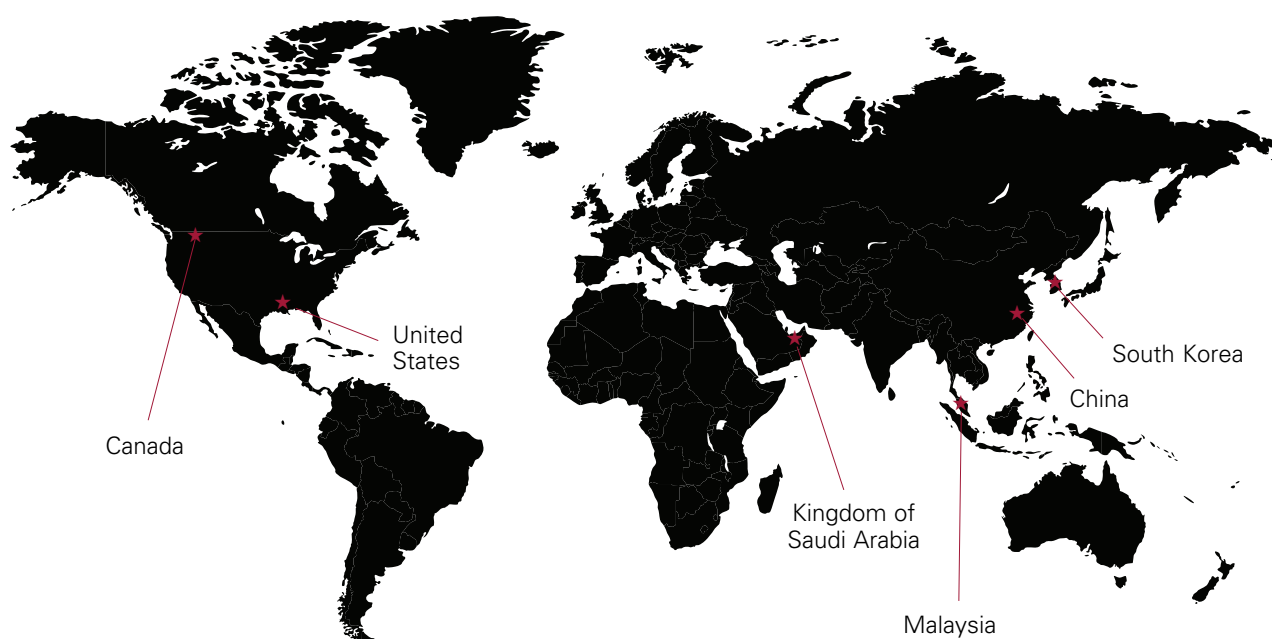 United
States
South Korea
China
Canada
Kingdom of
Saudi Arabia
Malaysia